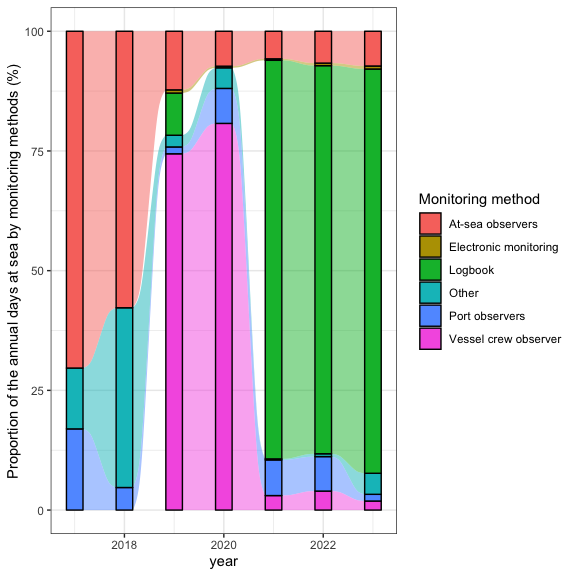 Proportion of the annual days at sea by monitoring methods (%)
100
75
50
25
0
2018
2020
2022
year
Monitoring method
At-sea observers
Electronic monitoring
Logbook
Other
Port observers
Vessel crew observer